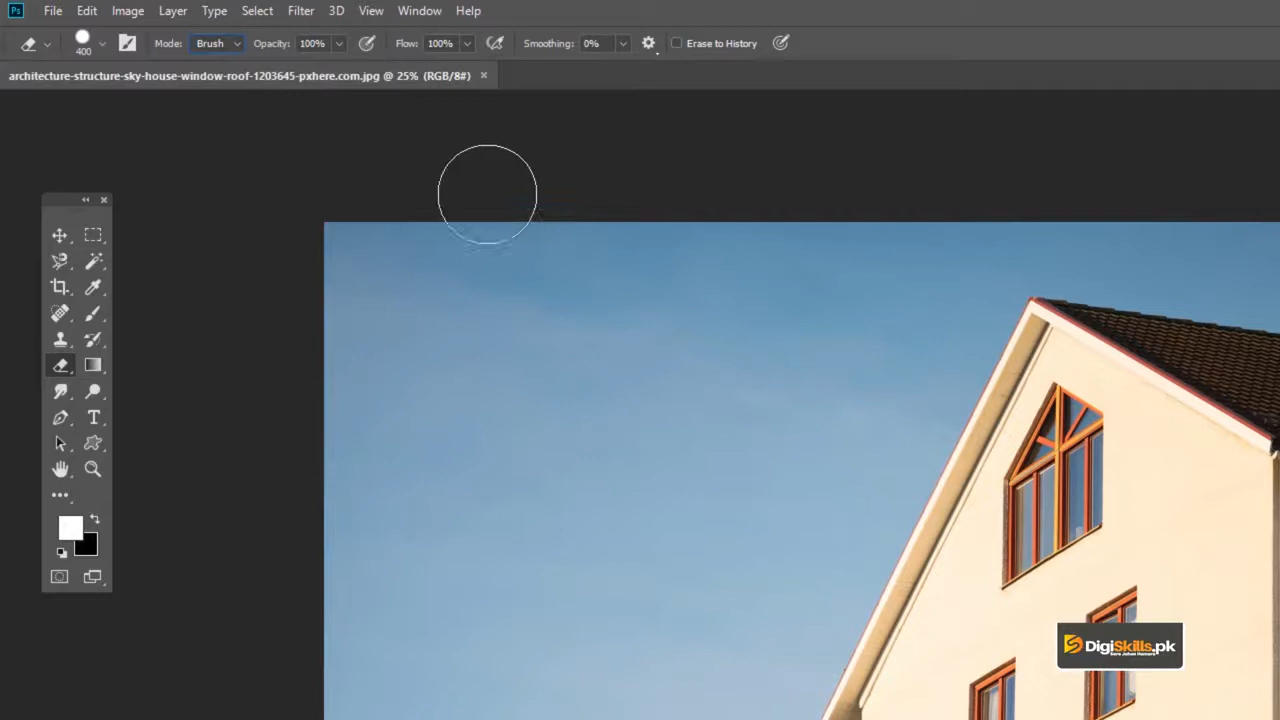 Ps File Edit Image Layer Type Select Filter 3D View Window Help
400 Mode: Brush Opacity: 100% Flow: 100% Smoothing: 0% Erase to History
architecture-structure-sky-house-window-roof-1203645-pxhere.com.jpg @ 25% (RGB/8#) ×
T
DigiSkills.pk